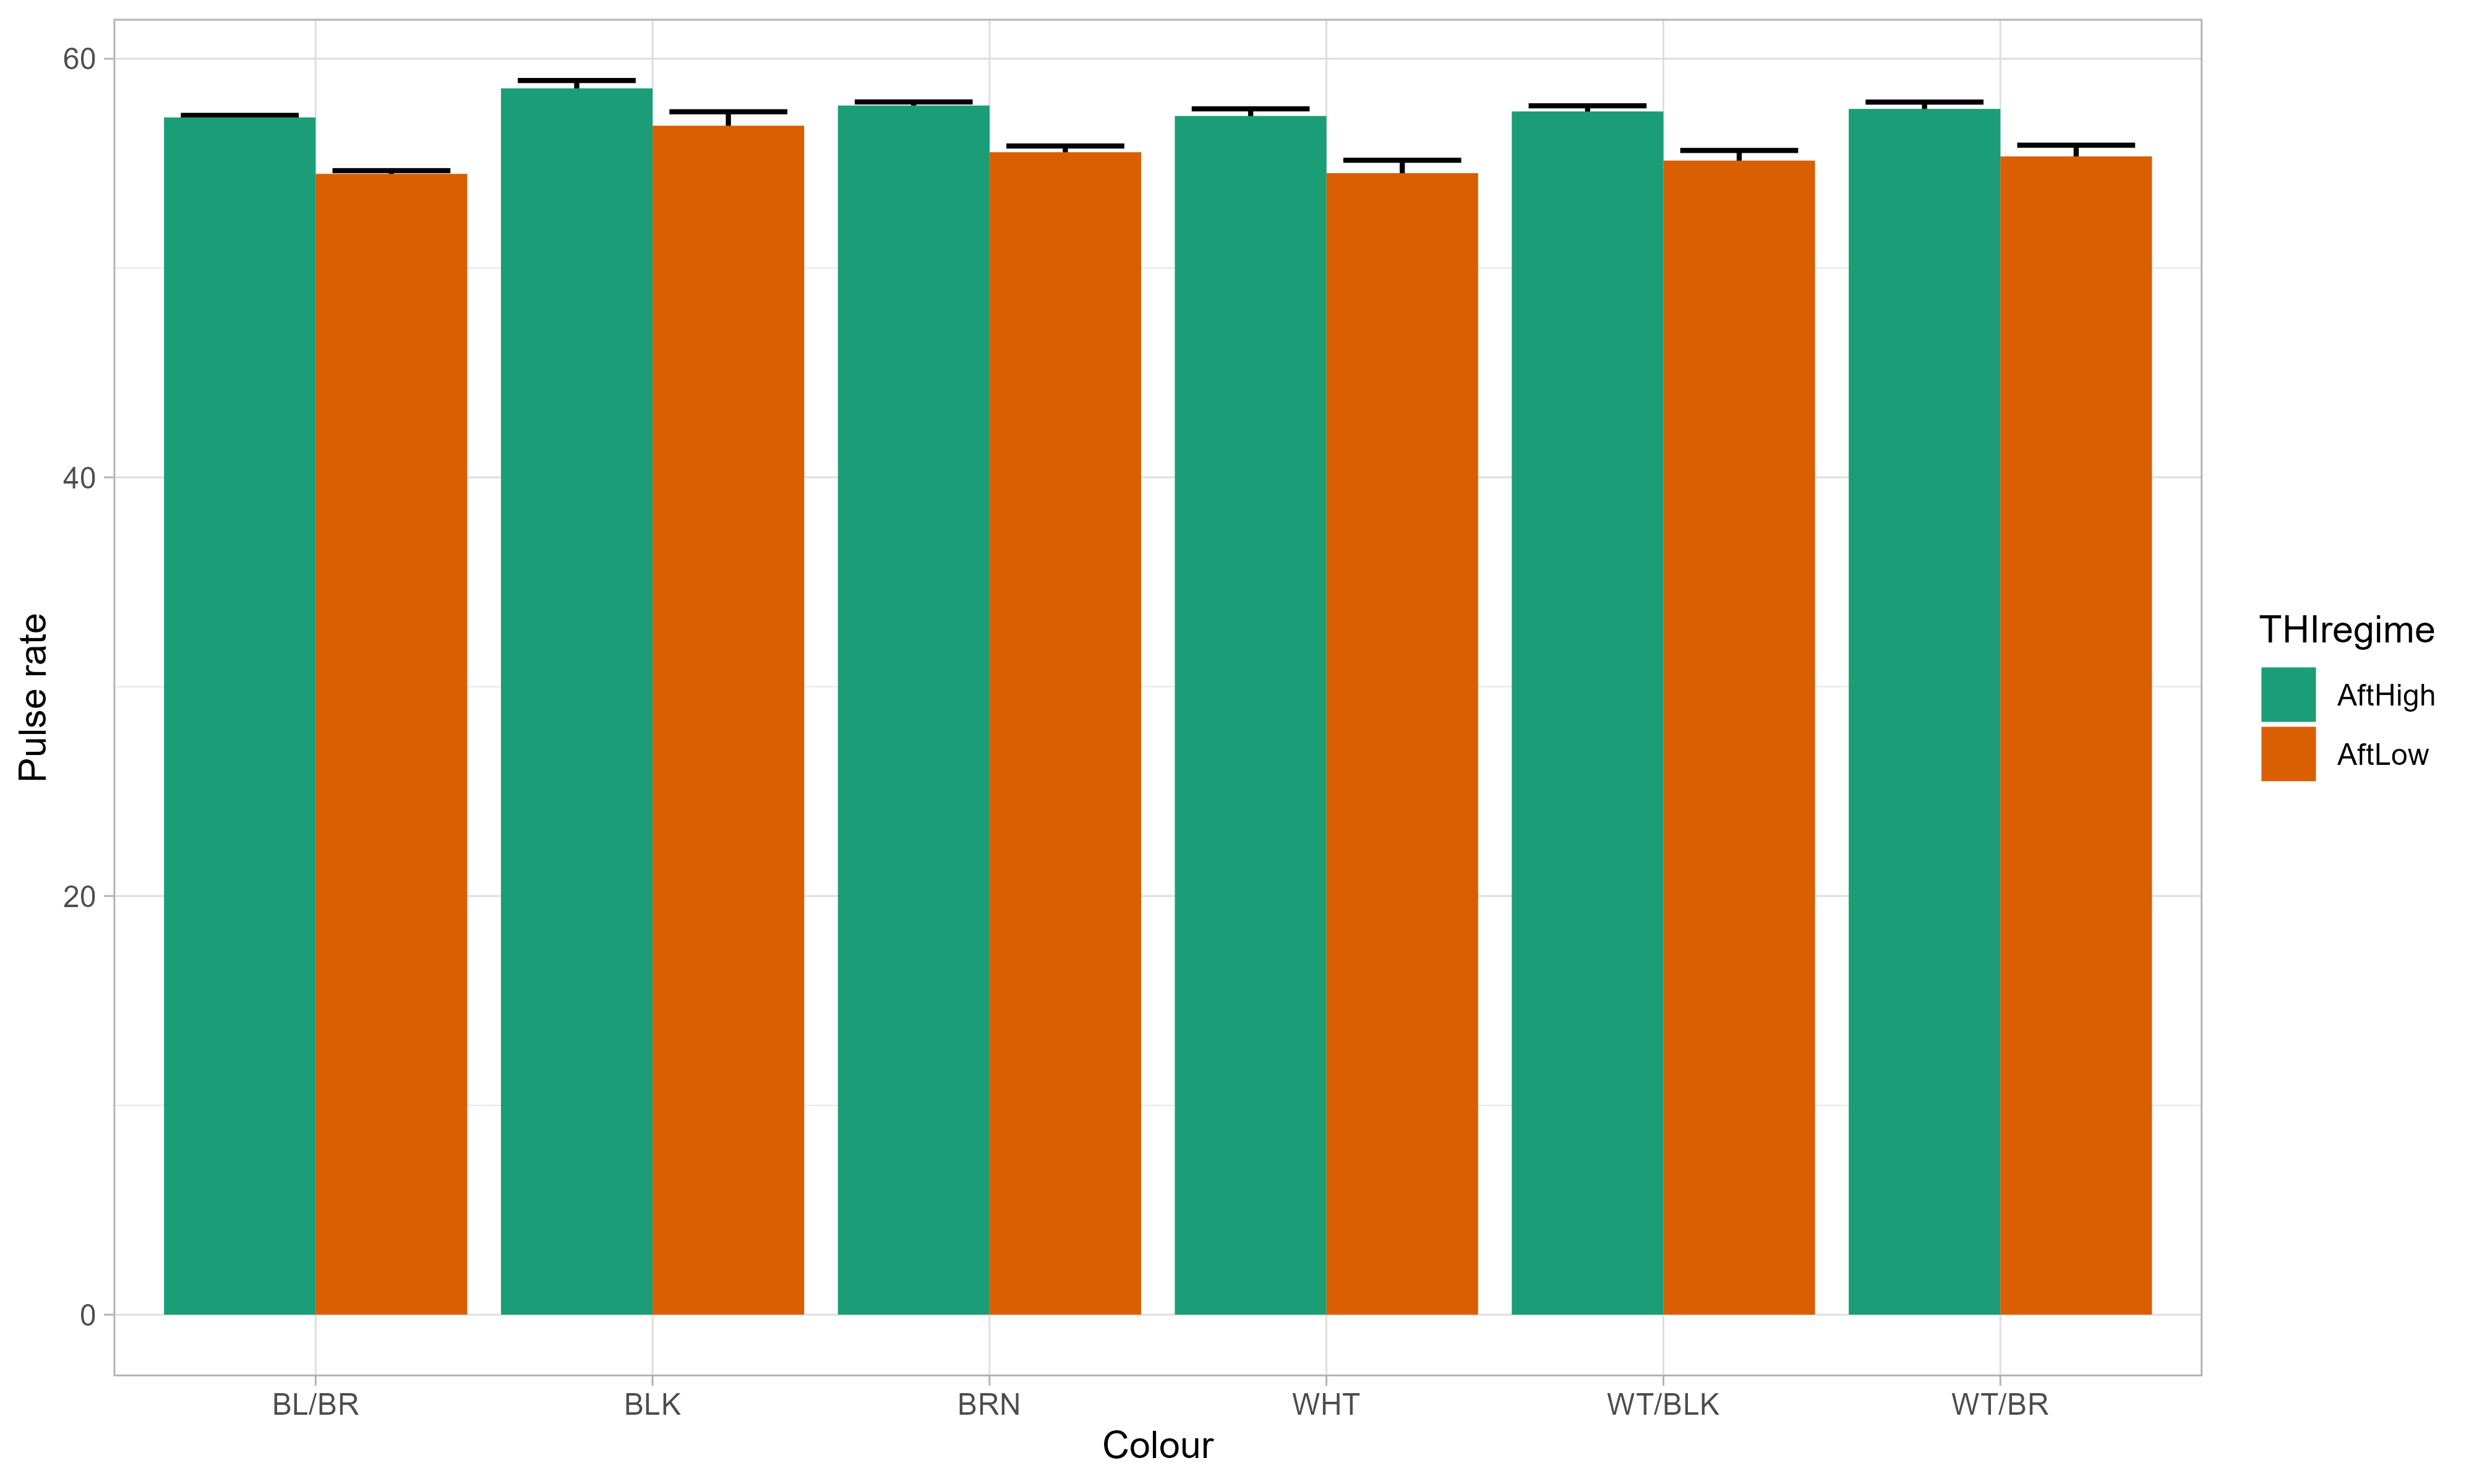 60
40
20
0
Pulse rate
BL/BR BLK BRN WHT WT/BLK WT/BR
Colour
THIregime
AftHigh
AftLow